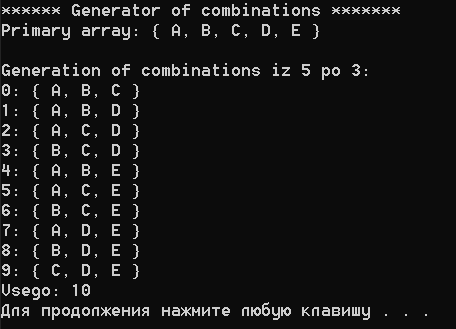 ****** Generator of combinations *******
Primary array: { A, B, C, D, E }
Generation of combinations iz 5 po 3:
0: { A, B, C }
1: { A, B, D }
2: { A, C, D }
3: { B, C, D }
4: { A, B, E }
5: { A, C, E }
6: { B, C, E }
7: { A, D, E }
8: { B, D, E }
9: { C, D, E }
Vsego: 10
Для продолжения нажмите любую клавишу . . .